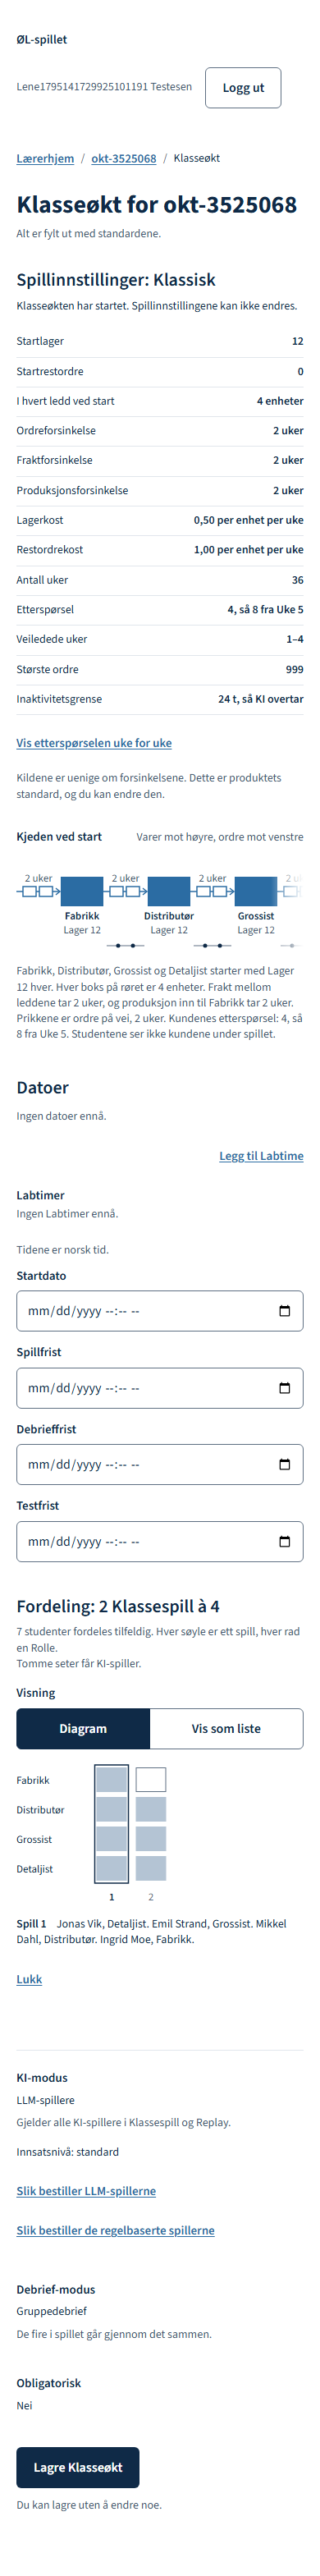 ØL-spillet
Lene1795141729925101191 Testesen
Logg ut
Lærerhjem / okt-3525068 / Klasseøkt
Klasseøkt for okt-3525068
Alt er fylt ut med standardene.
Spillinnstillinger: Klassisk
Klasseøkten har startet. Spillinnstillingene kan ikke endres.
Startlager 12
Startrestordre 0
I hvert ledd ved start 4 enheter
Ordreforsinkelse 2 uker
Fraktforsinkelse 2 uker
Produksjonsforsinkelse 2 uker
Lagerkost 0,50 per enhet per uke
Restordrekost 1,00 per enhet per uke
Antall uker 36
Etterspørsel 4, så 8 fra Uke 5
Veiledede uker 1–4
Største ordre 999
Inaktivitetsgrense 24 t, så KI overtar
Vis etterspørselen uke for uke
Kildene er uenige om forsinkelsene. Dette er produktets
standard, og du kan endre den.
Kjeden ved start Varer mot høyre, ordre mot venstre
2 uker 2 uker 2 uker 2 u
Fabrikk Distributør Grossist
Lager 12 Lager 12 Lager 12
Fabrikk, Distributør, Grossist og Detaljist starter med Lager
12 hver. Hver boks på røret er 4 enheter. Frakt mellom
leddene tar 2 uker, og produksjon inn til Fabrikk tar 2 uker.
Prikkene er ordre på vei, 2 uker. Kundenes etterspørsel: 4, så
8 fra Uke 5. Studentene ser ikke kundene under spillet.
Datoer
Ingen datoer ennå.
Legg til Labtime
Labtimer
Ingen Labtimer ennå.
Tidene er norsk tid.
Startdato
mm/dd/yyyy --:-- --
Spillfrist
mm/dd/yyyy --:-- --
Debrieffrist
mm/dd/yyyy --:-- --
Testfrist
mm/dd/yyyy --:-- --
Fordeling: 2 Klassespill à 4
7 studenter fordeles tilfeldig. Hver søyle er ett spill, hver rad
en Rolle.
Tomme seter får KI-spiller.
Visning
Diagram Vis som liste
Fabrikk
Distributør
Grossist
Detaljist
1 2
Spill 1 Jonas Vik, Detaljist. Emil Strand, Grossist. Mikkel
Dahl, Distributør. Ingrid Moe, Fabrikk.
Lukk
KI-modus
LLM-spillere
Gjelder alle KI-spillere i Klassespill og Replay.
Innsatsnivå: standard
Slik bestiller LLM-spillerne
Slik bestiller de regelbaserte spillerne
Debrief-modus
Gruppedebrief
De fire i spillet går gjennom det sammen.
Obligatorisk
Nei
Lagre Klasseøkt
Du kan lagre uten å endre noe.